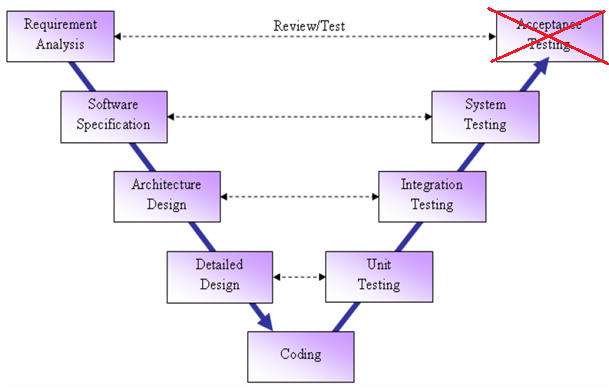 Requirement
Analysis
Review/Test
Acceptance
Testing
Software
Specification
System
Testing
Architecture
Design
Integration
Testing
Detailed
Design
Unit
Testing
Coding